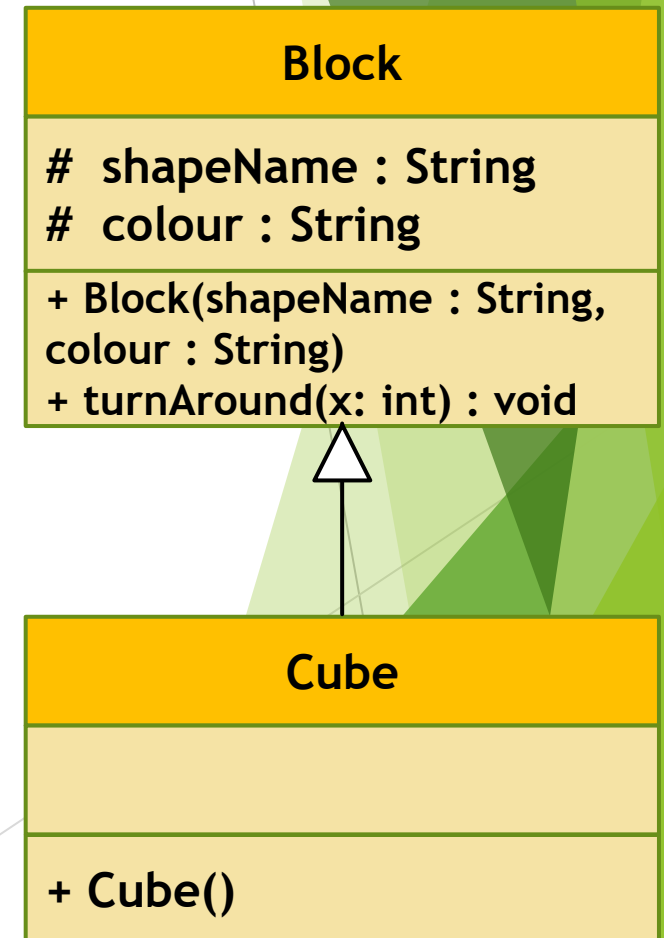 Block
# shapeName : String
# colour : String
+ Block(shapeName : String,
colour : String)
+ turnAround(x: int) : void
Cube
+ Cube()